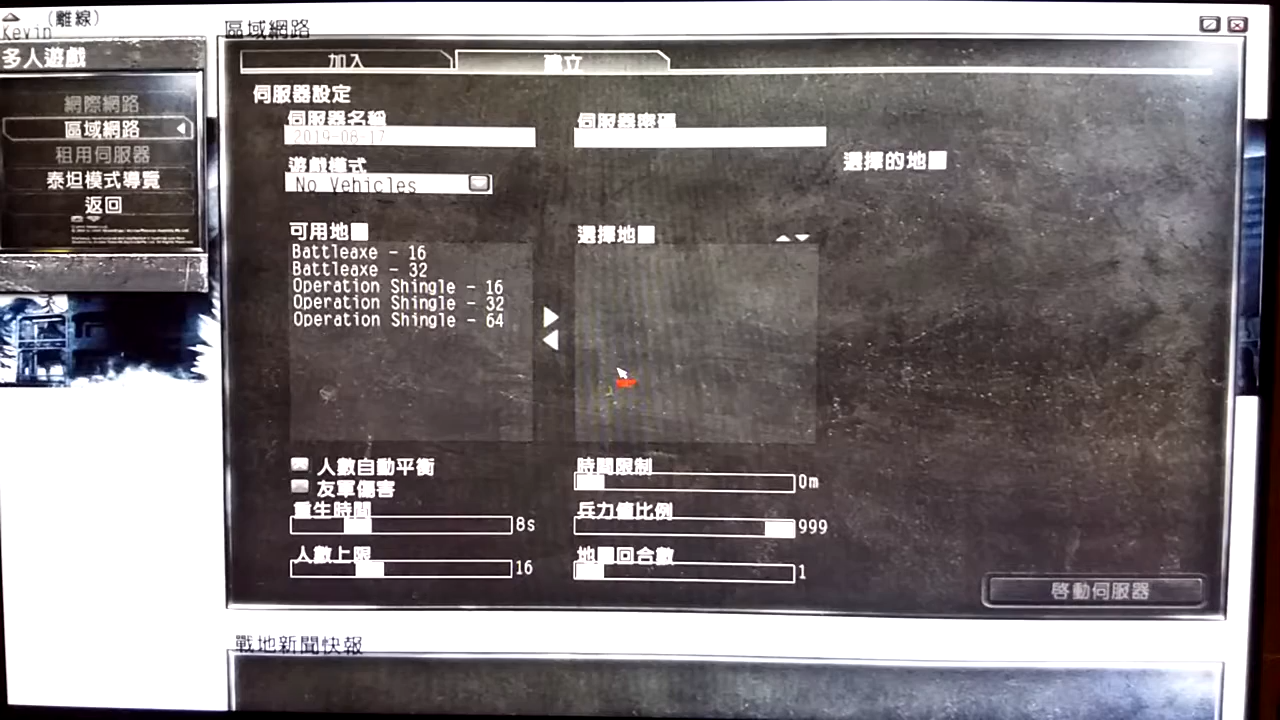 (離線)
Kevin
多人遊戲
網際網路
區域網路
租用伺服器
泰坦模式導覽
返回
區域網路
加入
建立
伺服器設定
伺服器名稱
2019-08-17
伺服器密碼
遊戲模式
No Vehicles
選擇的地圖
可用地圖
Battleaxe - 16
Battleaxe - 32
Operation Shingle - 16
Operation Shingle - 32
Operation Shingle - 64
選擇地圖
人數自動平衡
友軍傷害
重生時間
8s
人數上限
16
時間限制
0m
兵力值比例
999
地圖回合數
1
啓動伺服器
戰地新聞快報